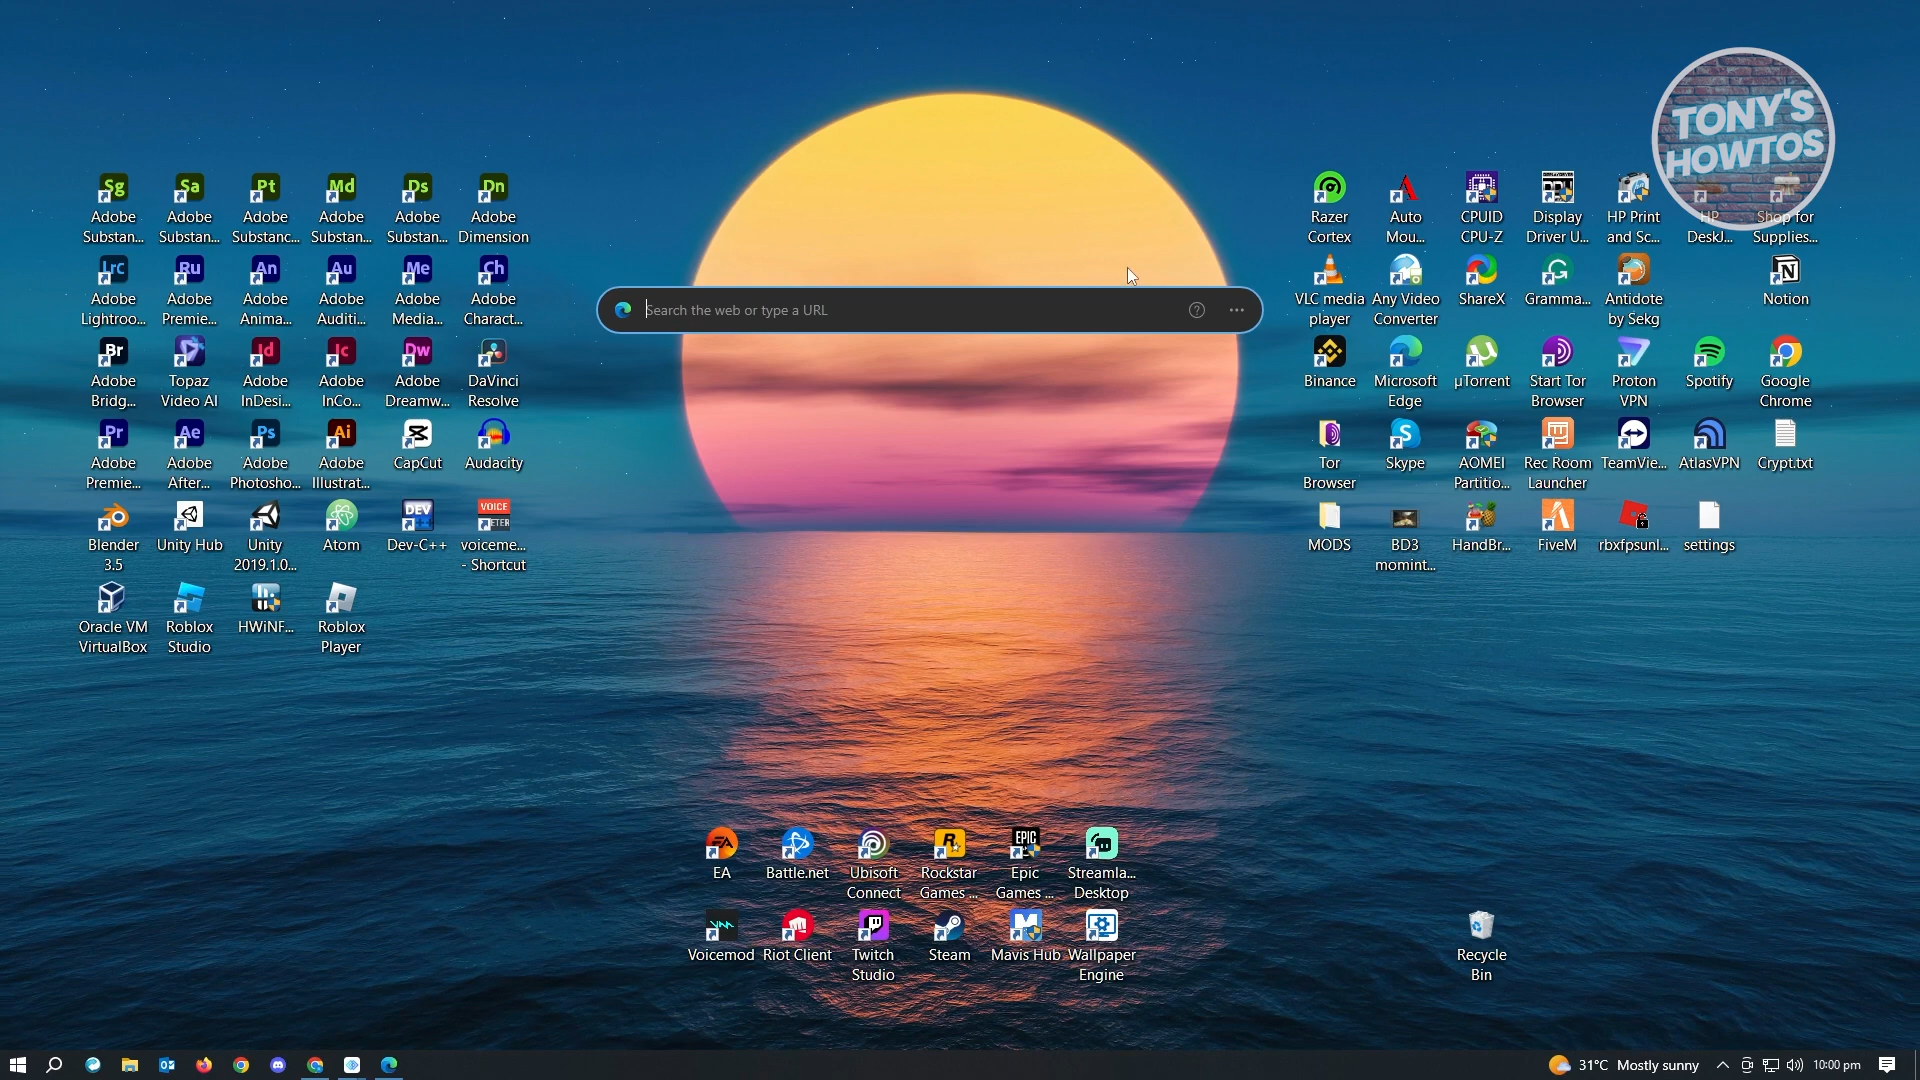 TONY'S
HOWTOS
Sg Sa Pt Md Ds Dn
Adobe Substan...
Adobe Substan...
Adobe Substanc...
Adobe Substan...
Adobe Substan...
Adobe Dimension
Lrc Ru An Au Me Ch
Adobe Lightroo...
Adobe Premie...
Adobe Anima...
Adobe Auditi...
Adobe Media...
Adobe Charact...
Br Id Ic Dw
Adobe Bridg...
Topaz Video AI
Adobe InDesi...
Adobe InCo...
Adobe Dreamw...
DaVinci Resolve
Pr Ae Ps Ai
Adobe Premie...
Adobe After...
Adobe Photosho...
Adobe Illustrat...
CapCut
Audacity
DEV VOICE
Blender 3.5
Unity Hub
Unity 2019.1.0...
Atom
Dev-C++
voiceme... - Shortcut
Oracle VM VirtualBox
Roblox Studio
HWiNF...
Roblox Player
Search the web or type a URL
Razer Cortex
Auto Mou...
CPUID CPU-Z
Display Driver U...
HP Print and Sc...
HP DeskJ...
Shop for Supplies...
VLC media player
Any Video Converter
ShareX
Gramma...
Antidote by Sekg
Notion
Binance
Microsoft Edge
µTorrent
Start Tor Browser
Proton VPN
Spotify
Google Chrome
Tor Browser
Skype
AOMEI Partitio...
Rec Room Launcher
TeamVie...
AtlasVPN
Crypt.txt
MODS
BD3 momint...
HandBr...
FiveM
rbxfpsunl...
settings
EPIC
EA
Battle.net
Ubisoft Connect
Rockstar Games ...
Epic Games ...
Streamla... Desktop
Voicemod
Riot Client
Twitch Studio
Steam
Mavis Hub
Wallpaper Engine
Recycle Bin
31°C Mostly sunny
10:00 pm